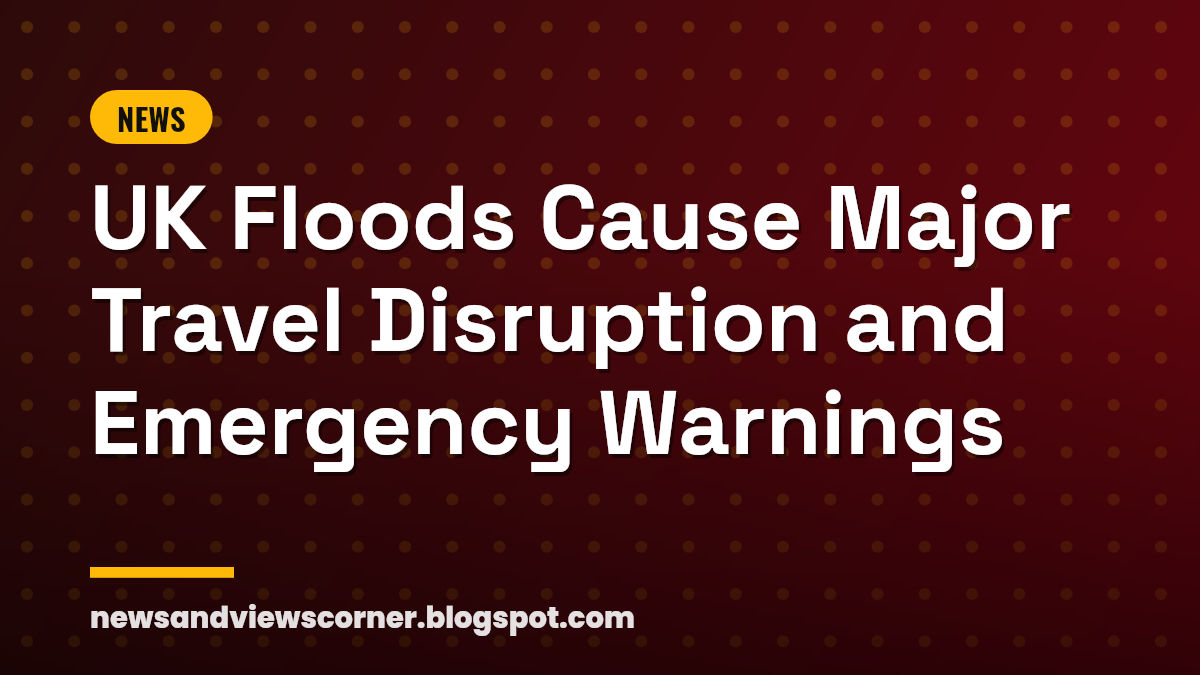 NEWS
UK Floods Cause Major
Travel Disruption and
Emergency Warnings
newsandviewscorner.blogspot.com